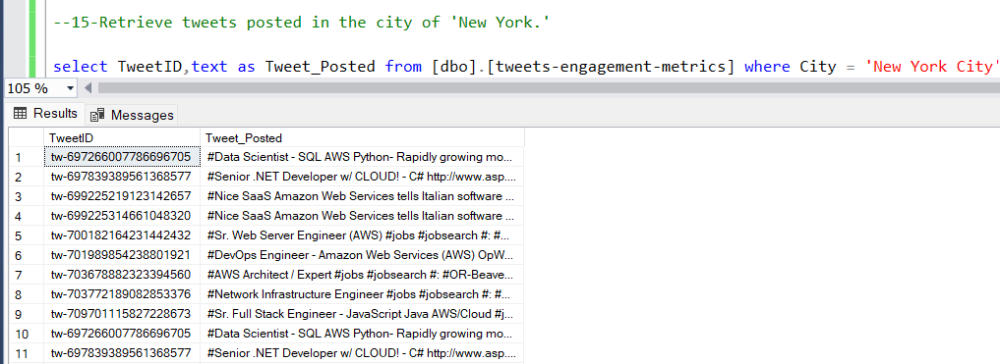 --15-Retrieve tweets posted in the city of 'New York.'
select TweetID,text as Tweet_Posted from [dbo].[tweets-engagement-metrics] where City = 'New York City'
105 %
Results Messages
TweetID Tweet_Posted
1 tw-697266007786696705 #Data Scientist - SQL AWS Python- Rapidly growing mo...
2 tw-697839389561368577 #Senior .NET Developer w/ CLOUD! - C# http://www.asp....
3 tw-699225219123142657 #Nice SaaS Amazon Web Services tells Italian software ...
4 tw-699225314661048320 #Nice SaaS Amazon Web Services tells Italian software ...
5 tw-700182164231442432 #Sr. Web Server Engineer (AWS) #jobs #jobsearch #: #...
6 tw-701989854238801921 #DevOps Engineer - Amazon Web Services (AWS) OpW...
7 tw-703678882323394560 #AWS Architect / Expert #jobs #jobsearch #: #OR-Beave...
8 tw-703772189082853376 #Network Infrastructure Engineer #jobs #jobsearch #: #...
9 tw-709701115827228673 #Sr. Full Stack Engineer - JavaScript Java AWS/Cloud #j...
10 tw-697266007786696705 #Data Scientist - SQL AWS Python- Rapidly growing mo...
11 tw-697839389561368577 #Senior .NET Developer w/ CLOUD! - C# http://www.asp....